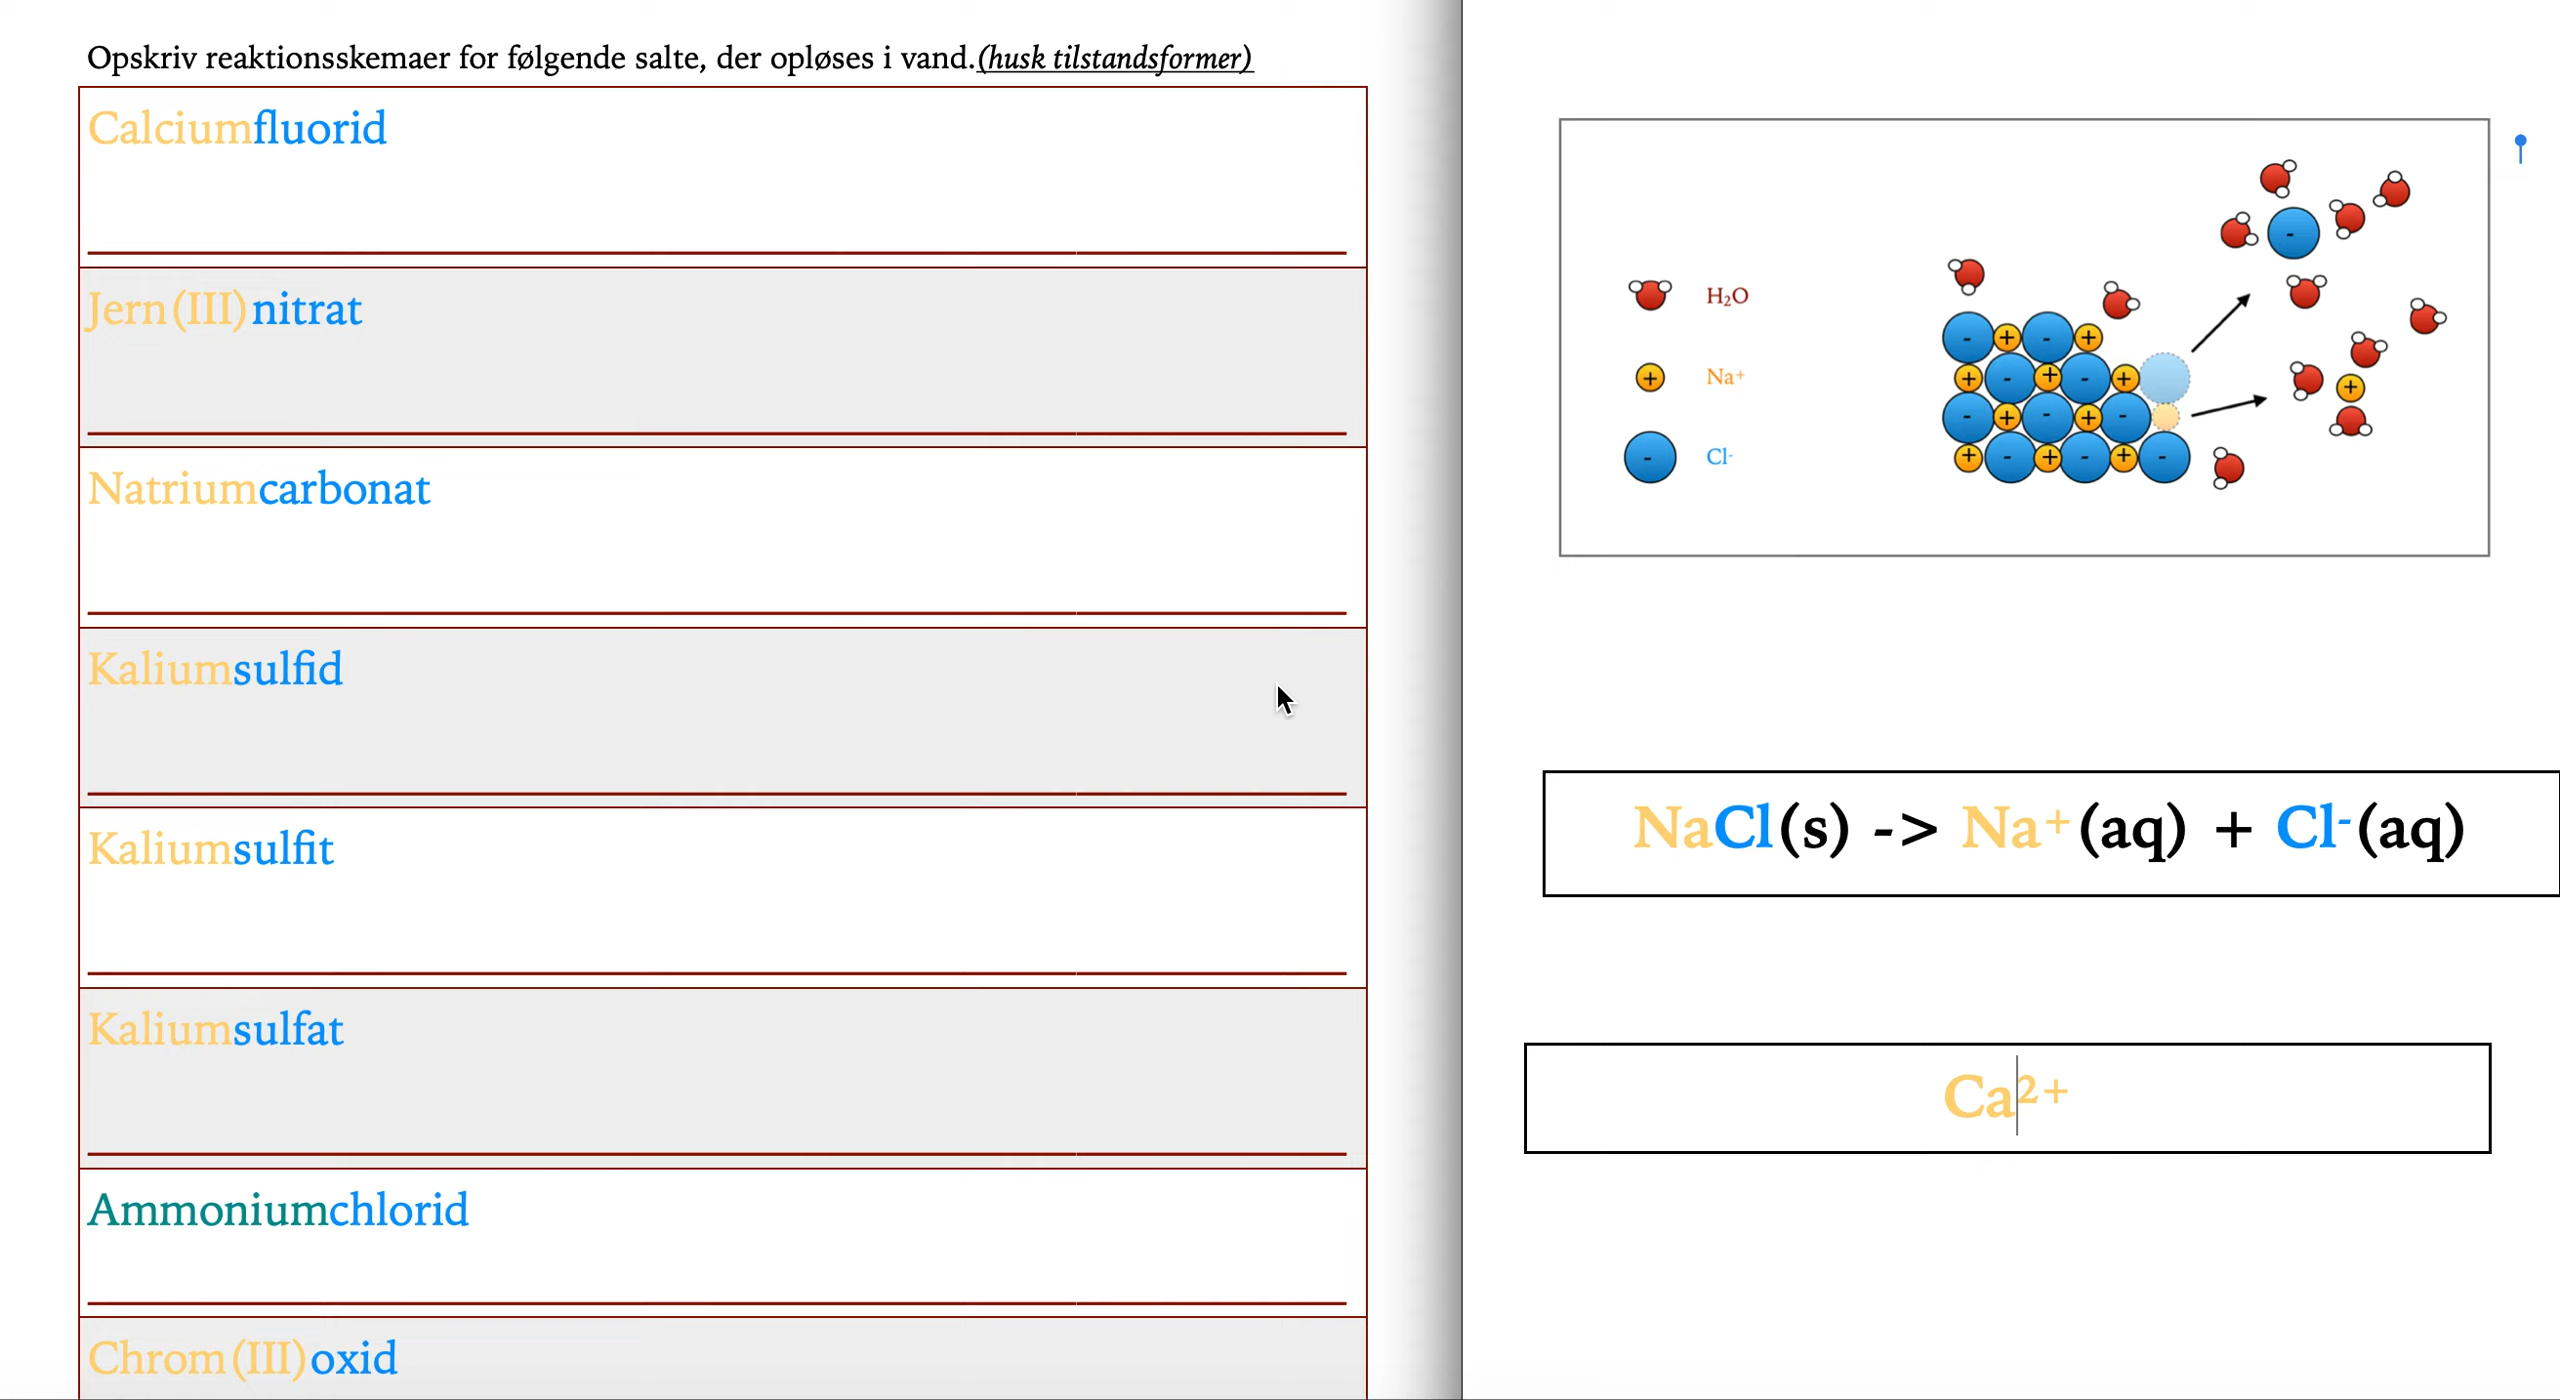 Opskriv reaktionsskemaer for følgende salte, der opløses i vand.(husk tilstandsformer)
Calciumfluorid
Jern(III)nitrat
Natriumcarbonat
Kaliumsulfid
Kaliumsulfit
Kaliumsulfat
Ammoniumchlorid
Chrom(III)oxid
H₂O
+ Na⁺
- Cl⁻
-
- + - +
+ - + - +
- + - + -
+ - + - + -
+
NaCl(s) -> Na⁺(aq) + Cl⁻(aq)
Ca²⁺